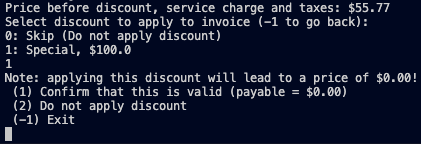 Price before discount, service charge and taxes: $55.77
Select discount to apply to invoice (-1 to go back):
0: Skip (Do not apply discount)
1: Special, $100.0
1
Note: applying this discount will lead to a price of $0.00!
(1) Confirm that this is valid (payable = $0.00)
(2) Do not apply discount
(-1) Exit